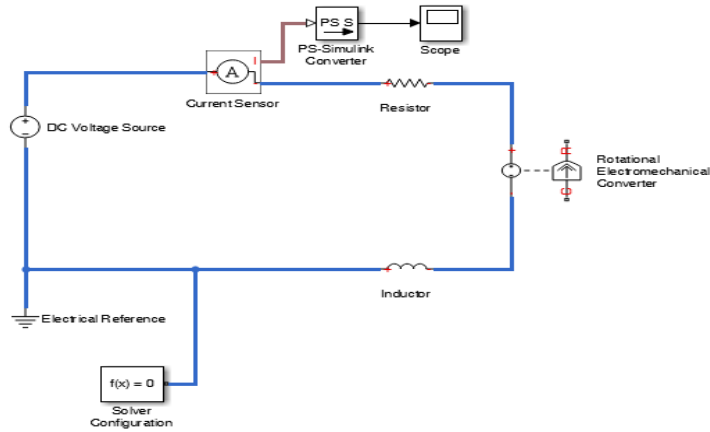 PS S
PS-Simulink
Converter
Scope
A
I
Current Sensor
Resistor
DC Voltage Source
R
C
Rotational
Electromechanical
Converter
Inductor
Electrical Reference
f(x) = 0
Solver
Configuration